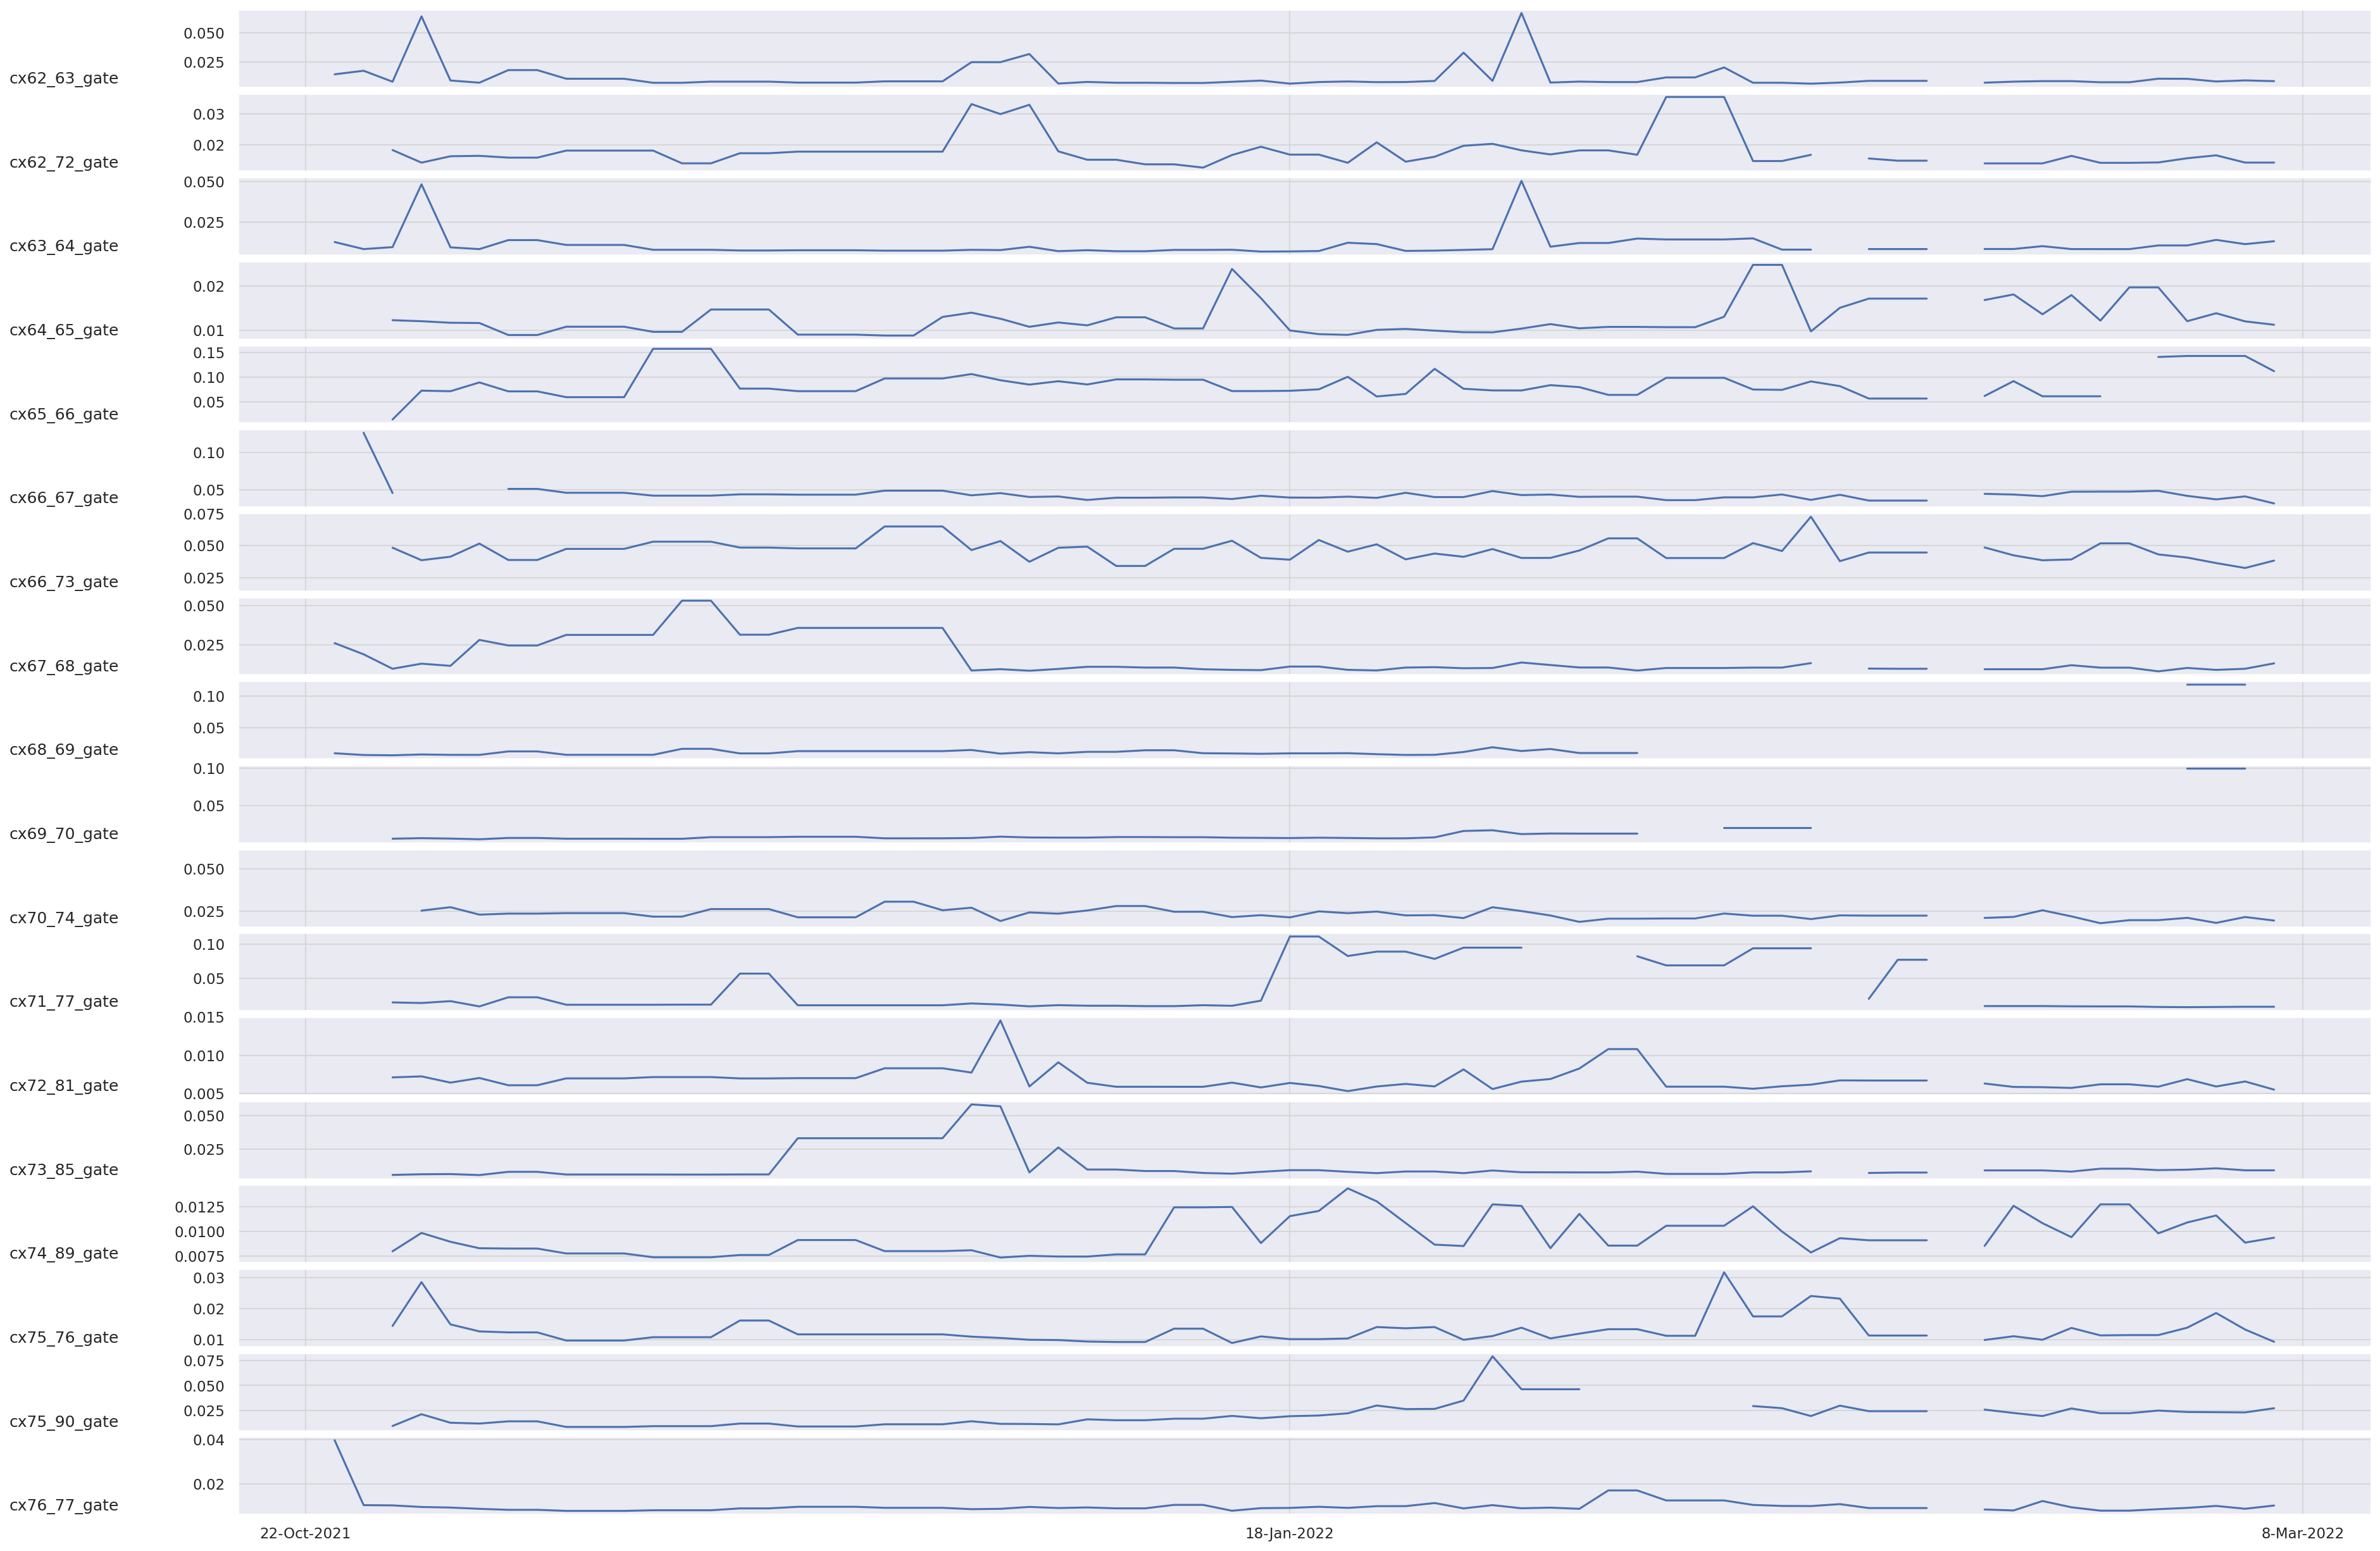 0.050
0.025
cx62_63_gate
0.03
0.02
cx62_72_gate
0.050
0.025
cx63_64_gate
0.02
0.01
cx64_65_gate
0.15
0.10
0.05
cx65_66_gate
0.10
0.05
cx66_67_gate
0.075
0.050
0.025
cx66_73_gate
0.050
0.025
cx67_68_gate
0.10
0.05
cx68_69_gate
0.10
0.05
cx69_70_gate
0.050
0.025
cx70_74_gate
0.10
0.05
cx71_77_gate
0.015
0.010
0.005
cx72_81_gate
0.050
0.025
cx73_85_gate
0.0125
0.0100
0.0075
cx74_89_gate
0.03
0.02
0.01
cx75_76_gate
0.075
0.050
0.025
cx75_90_gate
0.04
0.02
cx76_77_gate
22-Oct-2021 18-Jan-2022 8-Mar-2022